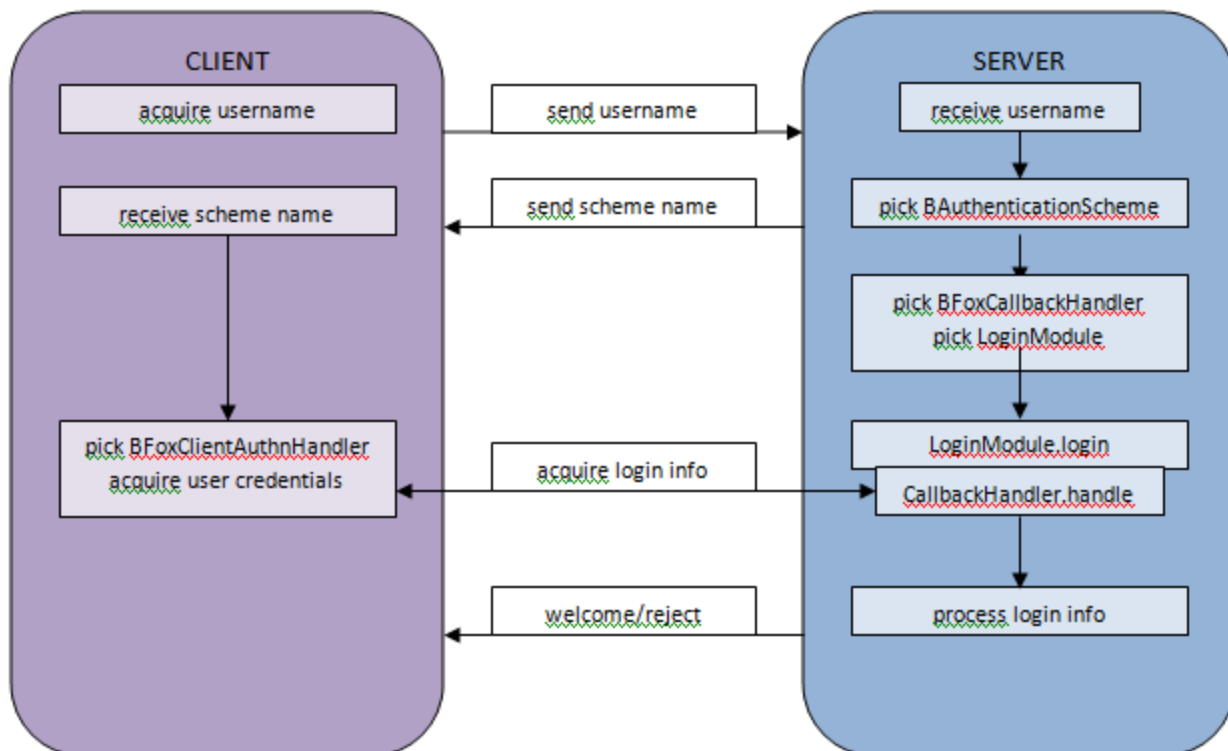 CLIENT
SERVER
acquire username
send username
receive username
receive scheme name
send scheme name
pick BAuthenticationScheme
pick BFoxCallbackHandler
pick LoginModule
pick BFoxClientAuthnHandler
acquire user credentials
acquire login info
LoginModule.login
CallbackHandler.handle
welcome/reject
process login info